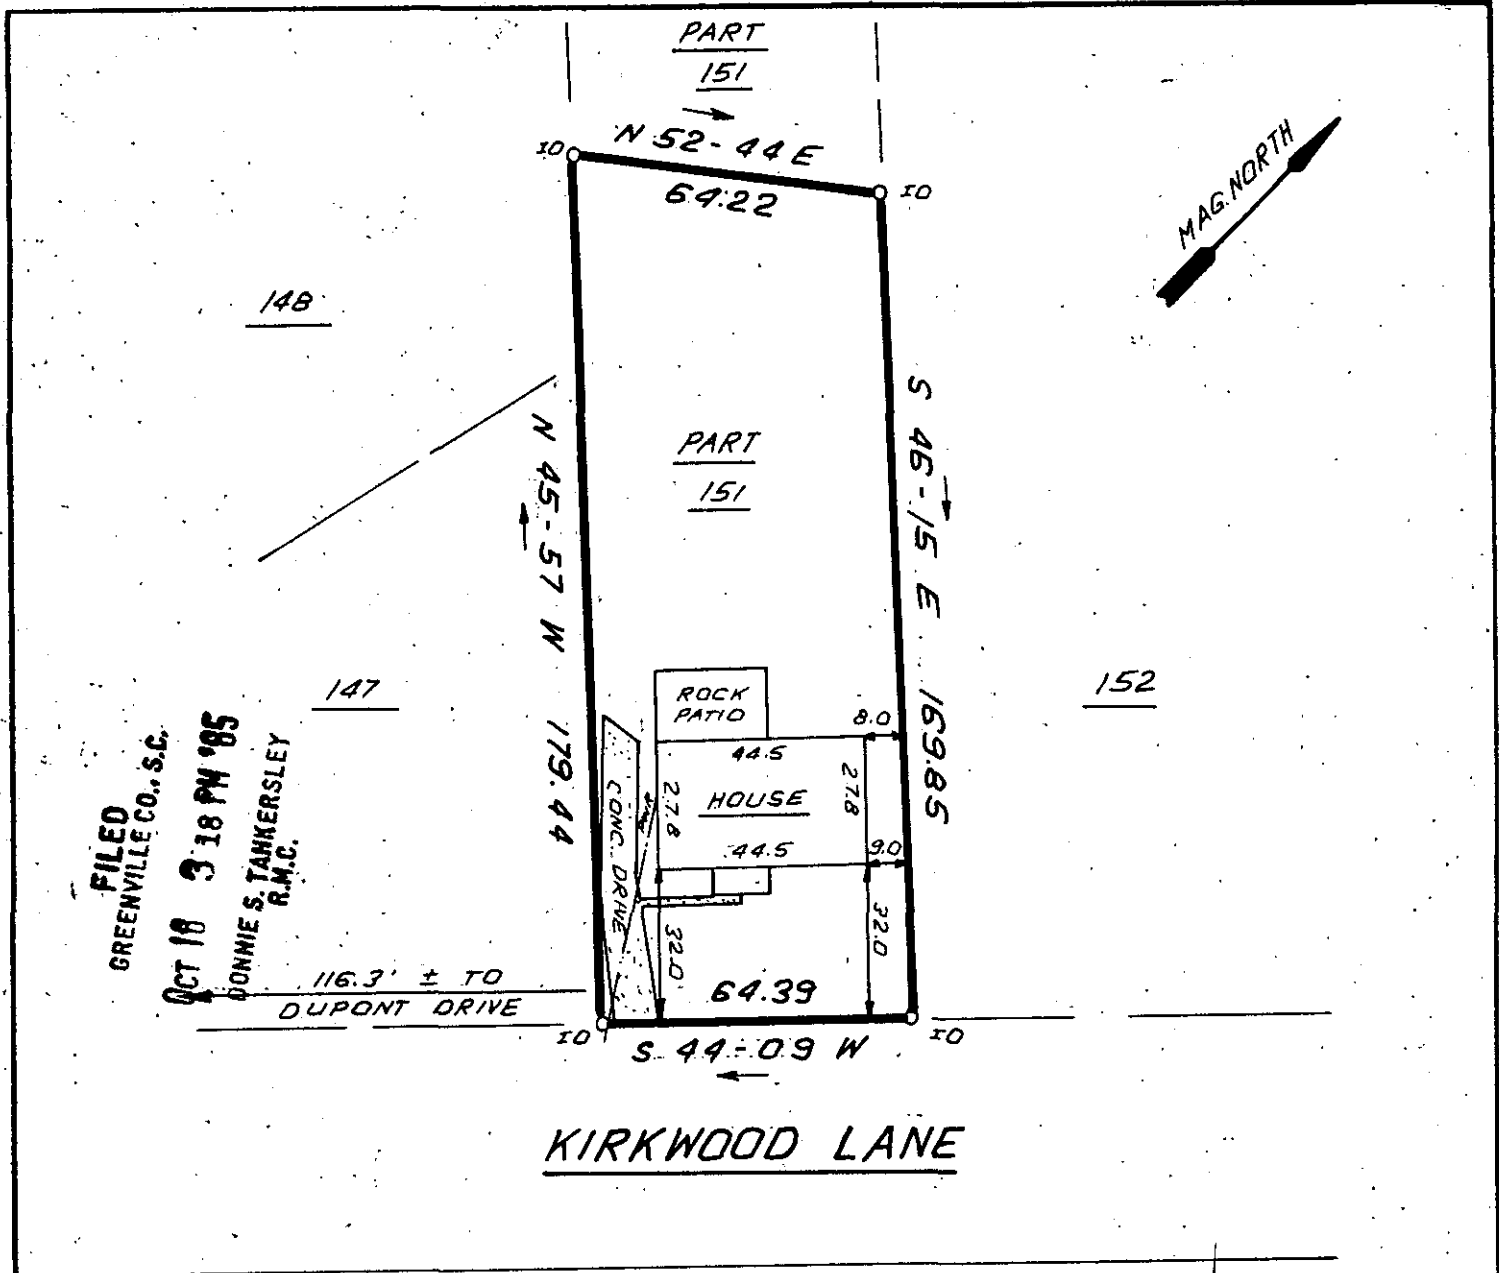 PART
151
N 52-44 E
64.22
IO
IO
MAG. NORTH
148
PART
151
N 45-57 W 179.44
S 46-15 E 169.85
147
152
ROCK
PATIO
8.0
44.5
27.8
HOUSE
27.8
44.5
9.0
CONC. DRIVE
32.0
32.0
FILED
GREENVILLE CO., S.C.
OCT 18 3 18 PM '85
DONNIE S. TANKERSLEY
R.M.C.
116.3' ± TO
DUPONT DRIVE
64.39
IO
IO
S 44-09 W
KIRKWOOD LANE